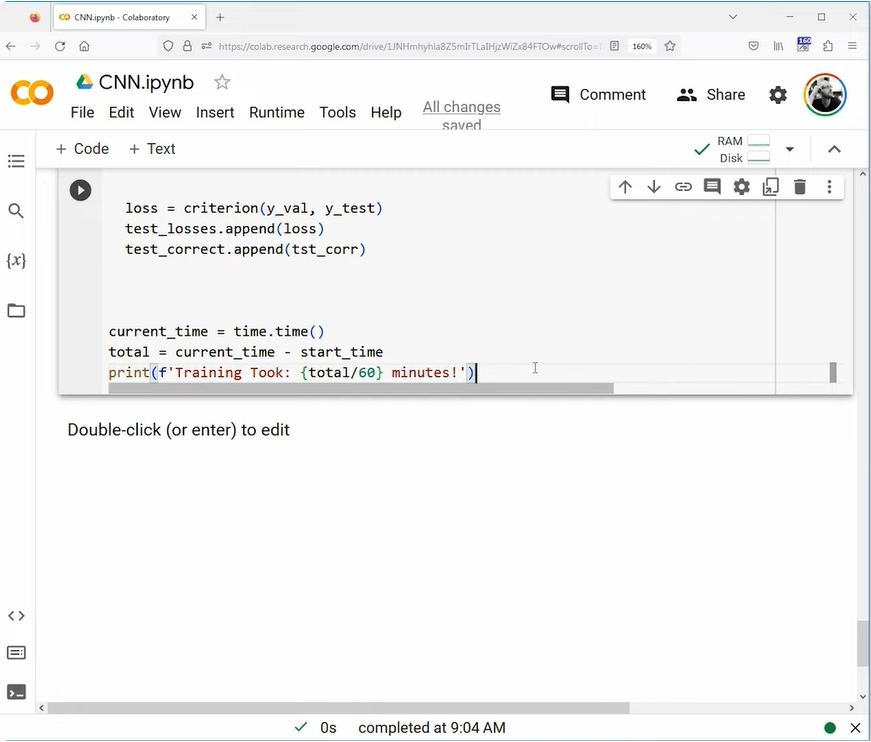 CNN.ipynb - Colaboratory
160
https://colab.research.google.com/drive/
160%
CNN.ipynb
File Edit View Insert Runtime Tools Help All changes saved
Comment
Share
+ Code + Text
RAM
Disk
{x}
loss = criterion(y_val, y_test)
test_losses.append(loss)
test_correct.append(tst_corr)
current_time = time.time()
total = current_time - start_time
print(f'Training Took: {total/60} minutes!')
Double-click (or enter) to edit
0s completed at 9:04 AM